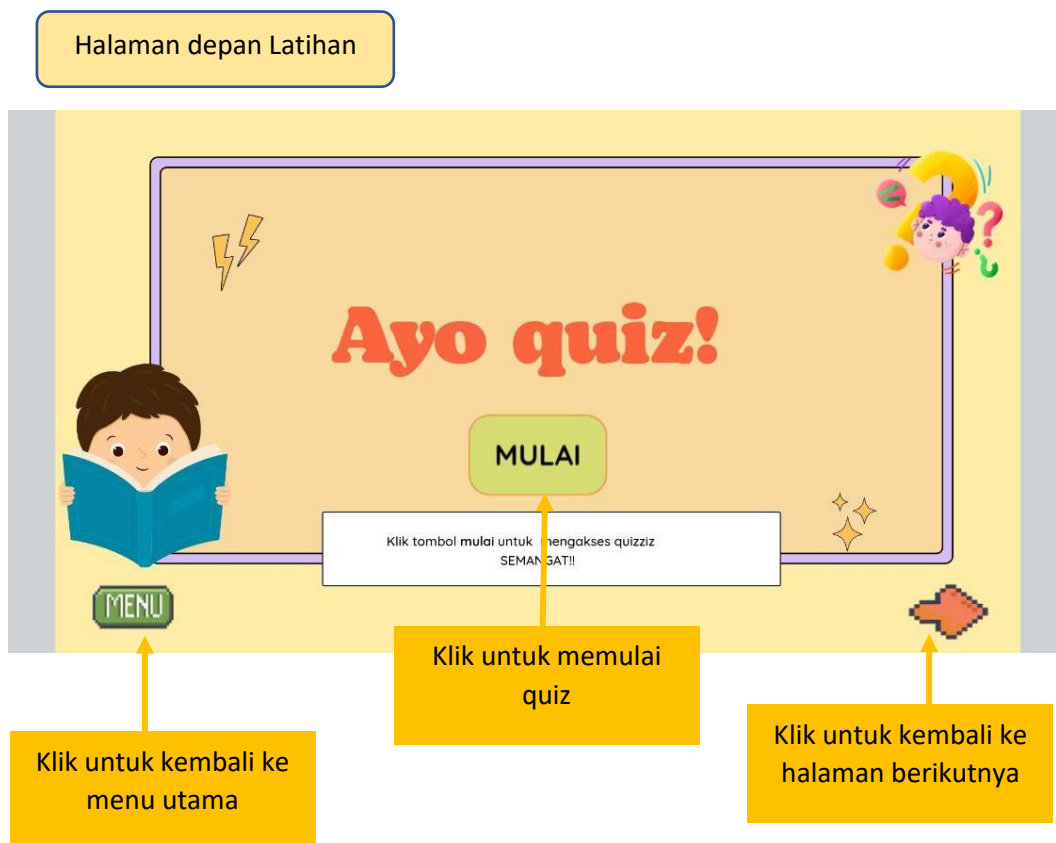 Halaman depan Latihan
Ayo quiz!
MULAI
Klik tombol mulai untuk mengakses quizziz
SEMANGAT!!
MENU
Klik untuk memulai
quiz
Klik untuk kembali ke
menu utama
Klik untuk kembali ke
halaman berikutnya